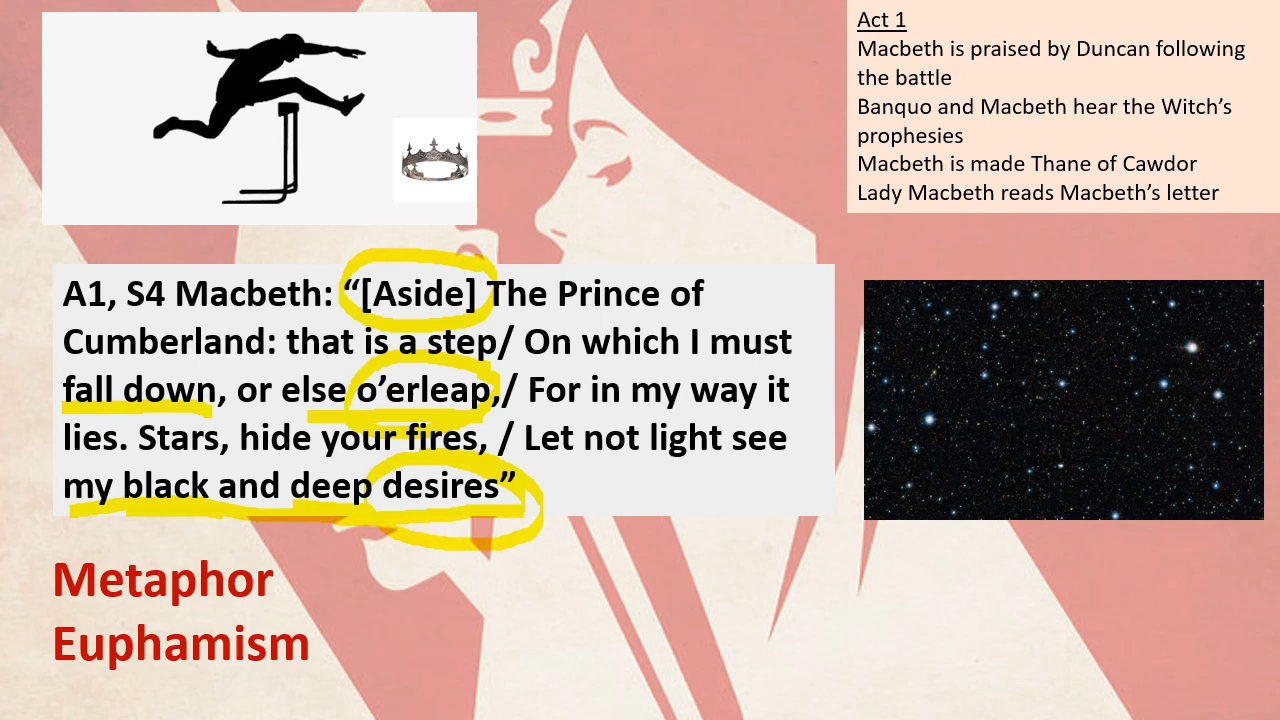 Act 1
Macbeth is praised by Duncan following
the battle
Banquo and Macbeth hear the Witch’s
prophesies
Macbeth is made Thane of Cawdor
Lady Macbeth reads Macbeth’s letter
A1, S4 Macbeth: “[Aside] The Prince of
Cumberland: that is a step/ On which I must
fall down, or else o’erleap,/ For in my way it
lies. Stars, hide your fires, / Let not light see
my black and deep desires”
Metaphor
Euphamism